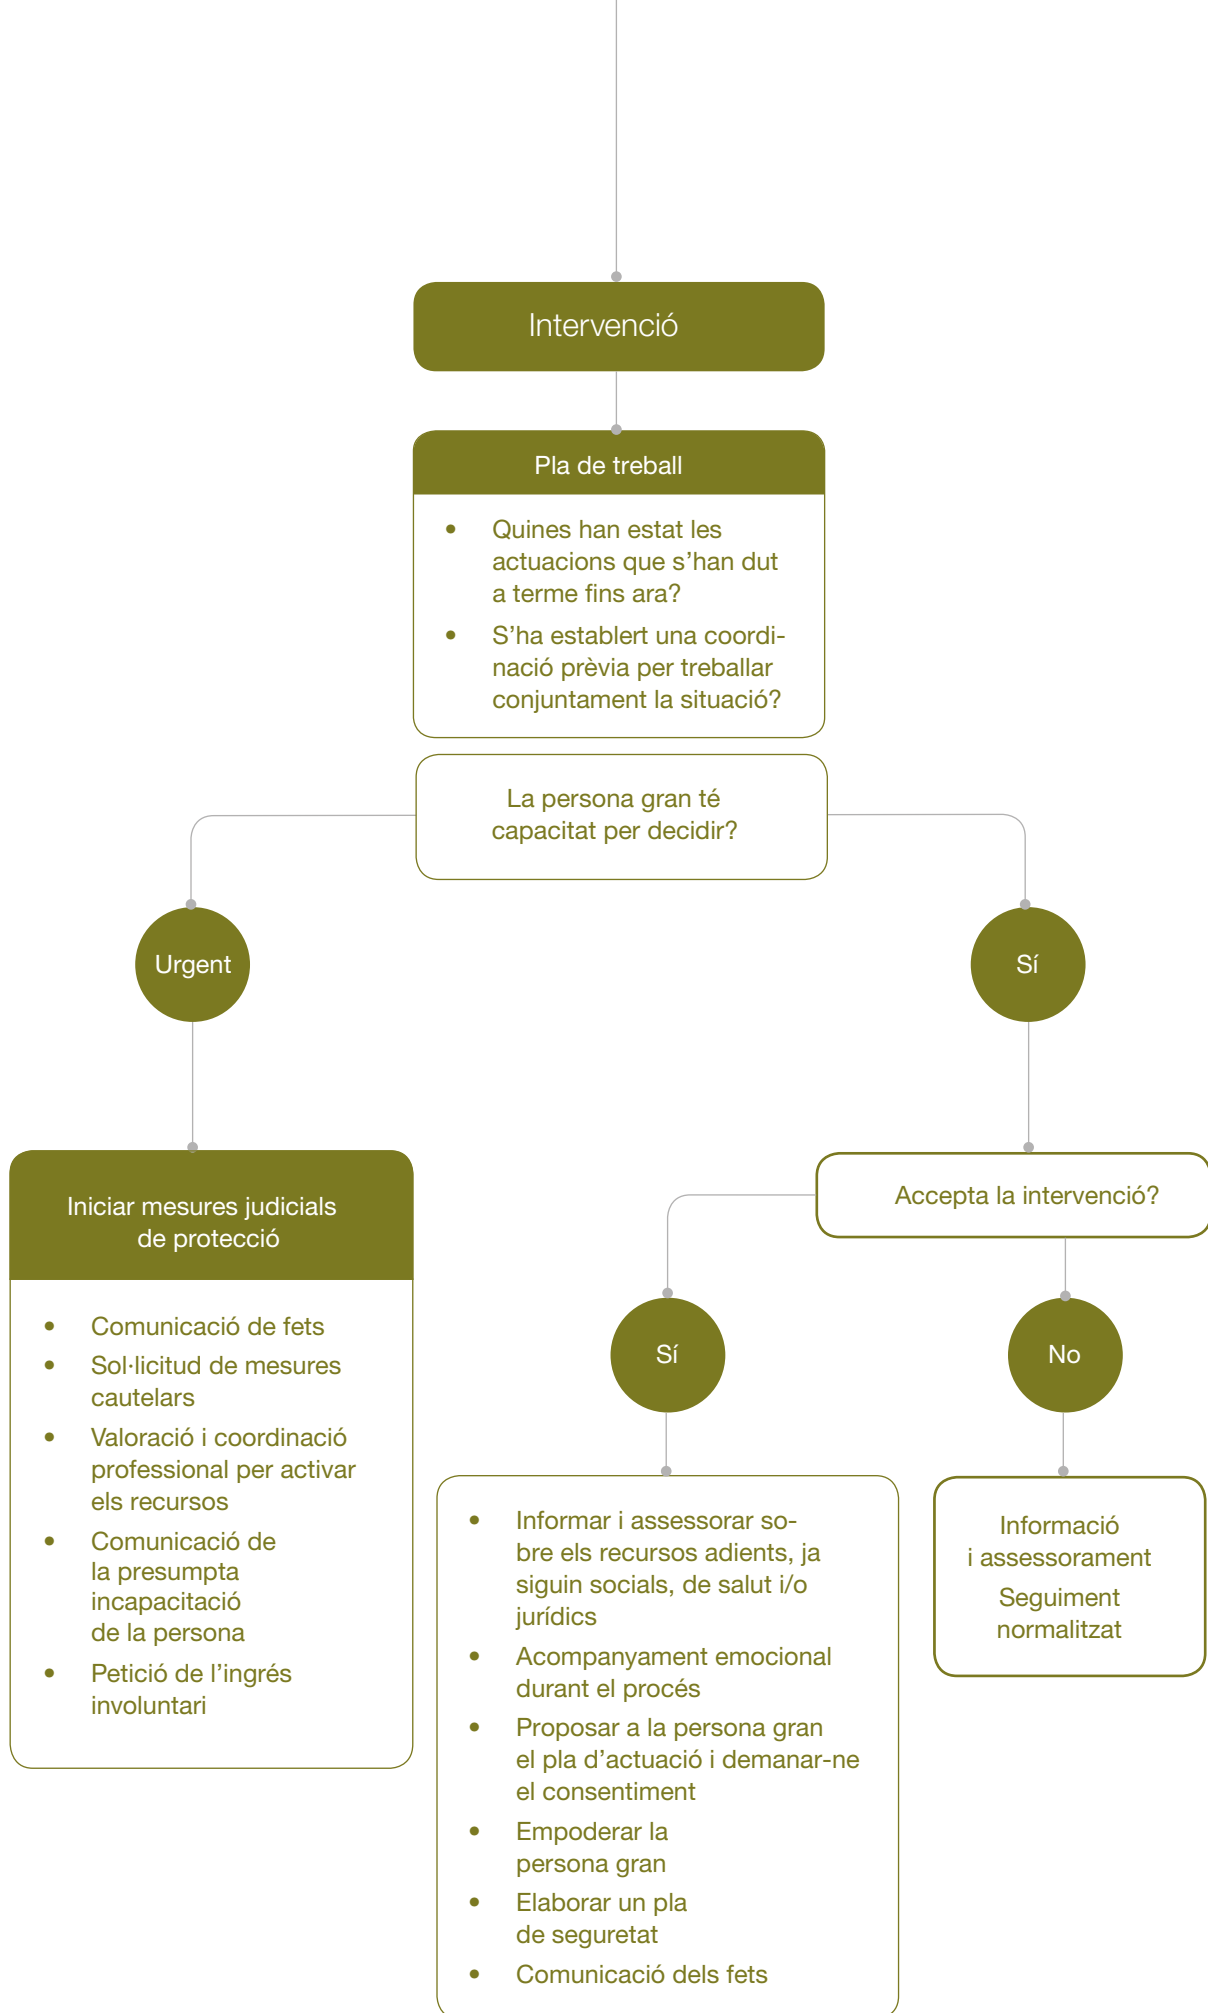 Intervenció
Pla de treball
• Quines han estat les
actuacions que s’han dut
a terme fins ara?
• S’ha establert una coordi-
nació prèvia per treballar
conjuntament la situació?
La persona gran té
capacitat per decidir?
Urgent
Sí
Iniciar mesures judicials
de protecció
• Comunicació de fets
• Sol·licitud de mesures
cautelars
• Valoració i coordinació
professional per activar
els recursos
• Comunicació de
la presumpta
incapacitació
de la persona
• Petició de l’ingrés
involuntari
Accepta la intervenció?
Sí
No
• Informar i assessorar so-
bre els recursos adients, ja
siguin socials, de salut i/o
jurídics
• Acompanyament emocional
durant el procés
• Proposar a la persona gran
el pla d’actuació i demanar-ne
el consentiment
• Empoderar la
persona gran
• Elaborar un pla
de seguretat
• Comunicació dels fets
Informació
i assessorament
Seguiment
normalitzat